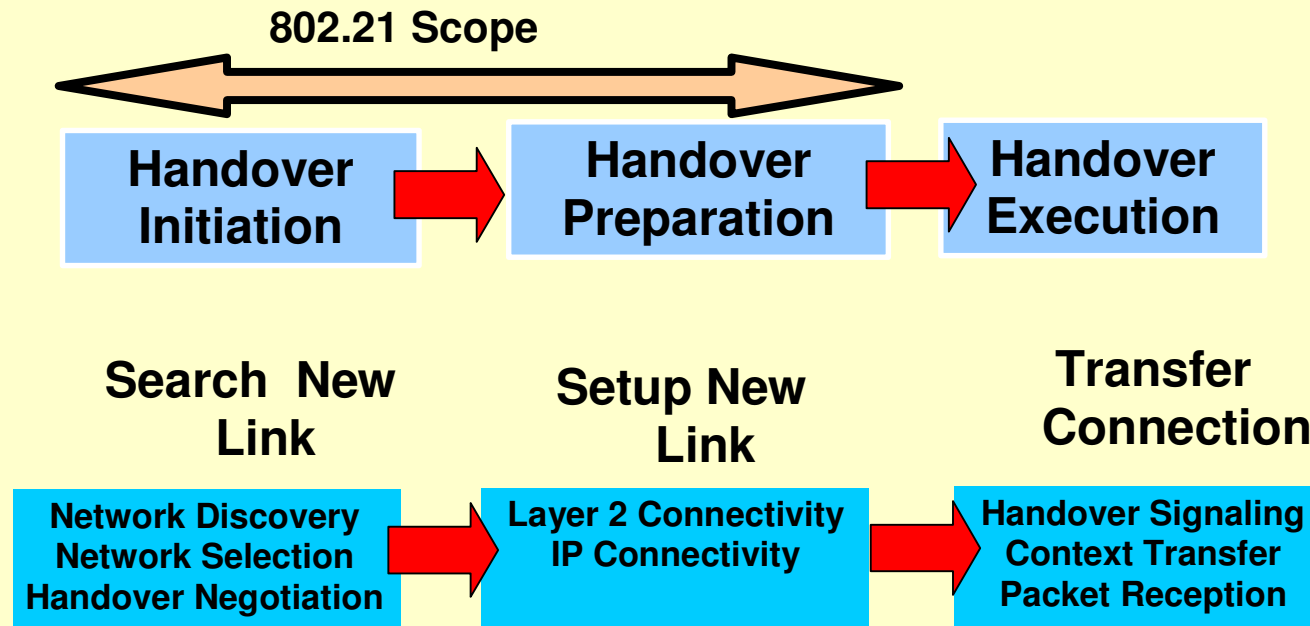 802.21 Scope
Handover
Initiation
Handover
Preparation
Handover
Execution
Search New
Link
Setup New
Link
Transfer
Connection
Network Discovery
Network Selection
Handover Negotiation
Layer 2 Connectivity
IP Connectivity
Handover Signaling
Context Transfer
Packet Reception